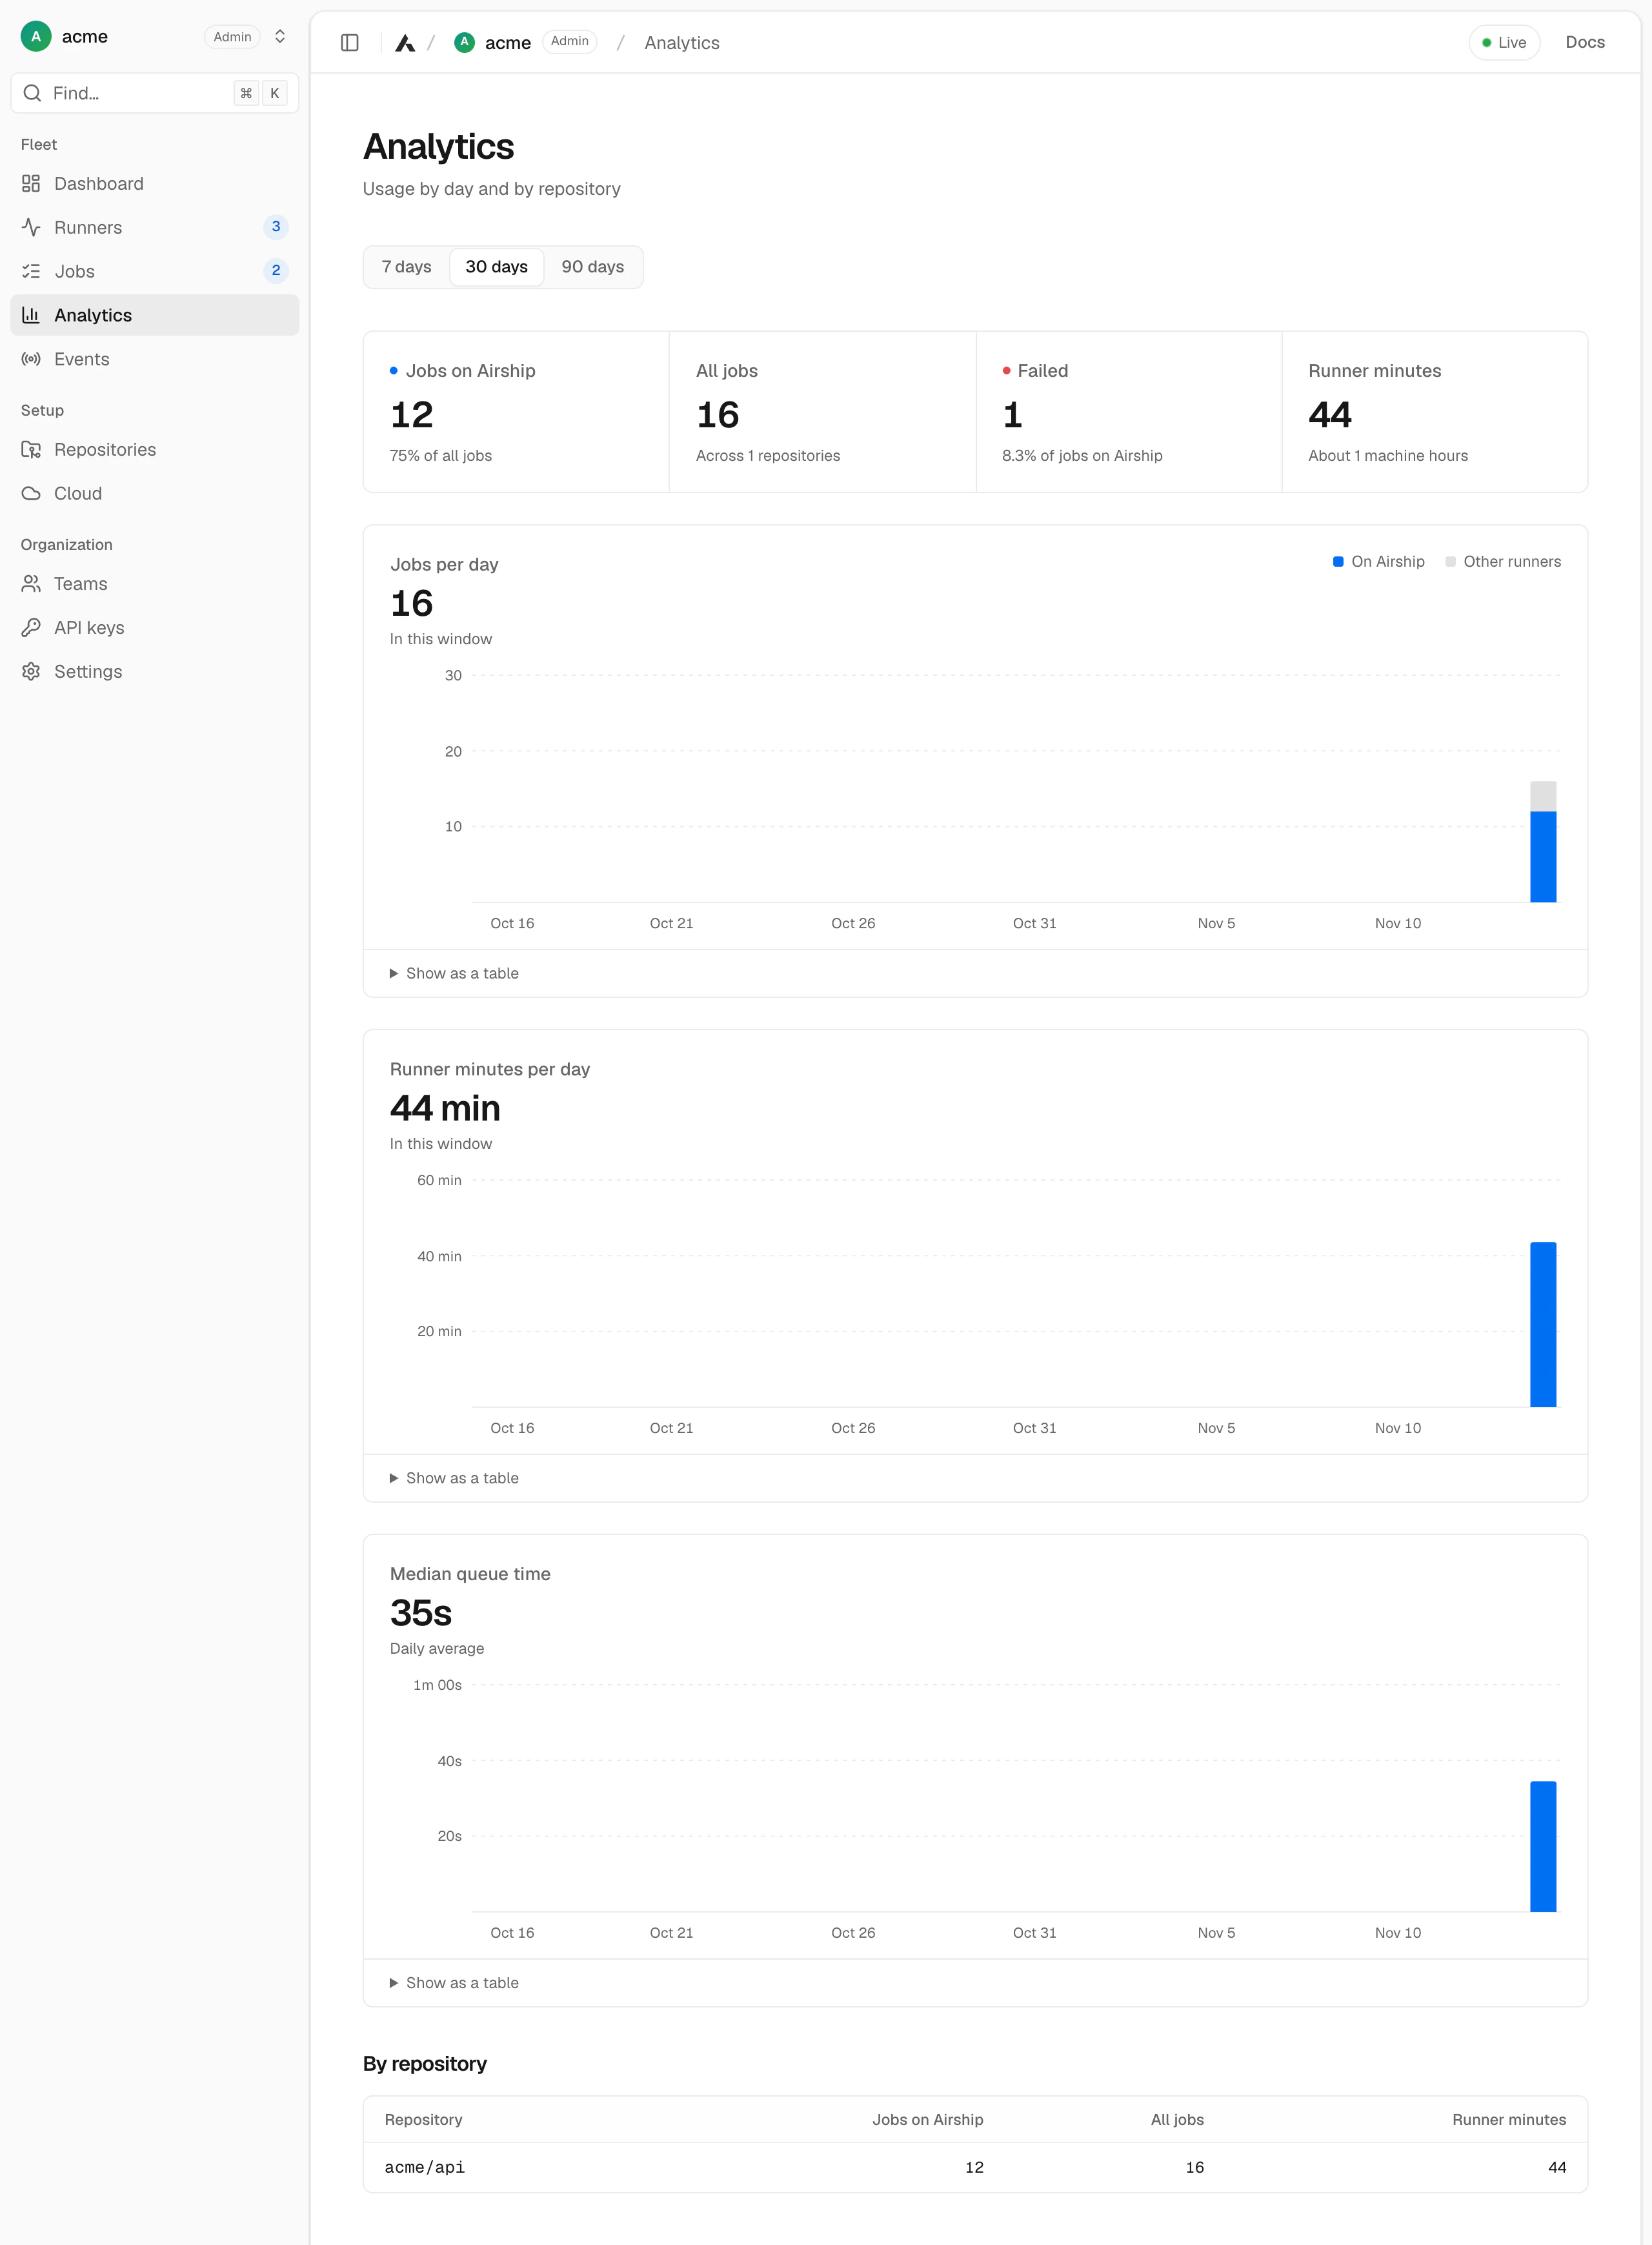 A acme Admin
Find... ⌘ K
Fleet
Dashboard
Runners 3
Jobs 2
Analytics
Events
Setup
Repositories
Cloud
Organization
Teams
API keys
Settings
/ A acme Admin / Analytics
Live Docs
Analytics
Usage by day and by repository
7 days 30 days 90 days
Jobs on Airship
12
75% of all jobs
All jobs
16
Across 1 repositories
Failed
1
8.3% of jobs on Airship
Runner minutes
44
About 1 machine hours
Jobs per day
16
In this window
On Airship Other runners
30
20
10
Oct 16 Oct 21 Oct 26 Oct 31 Nov 5 Nov 10
Show as a table
Runner minutes per day
44 min
In this window
60 min
40 min
20 min
Oct 16 Oct 21 Oct 26 Oct 31 Nov 5 Nov 10
Show as a table
Median queue time
35s
Daily average
1m 00s
40s
20s
Oct 16 Oct 21 Oct 26 Oct 31 Nov 5 Nov 10
Show as a table
By repository
Repository Jobs on Airship All jobs Runner minutes
acme/api 12 16 44